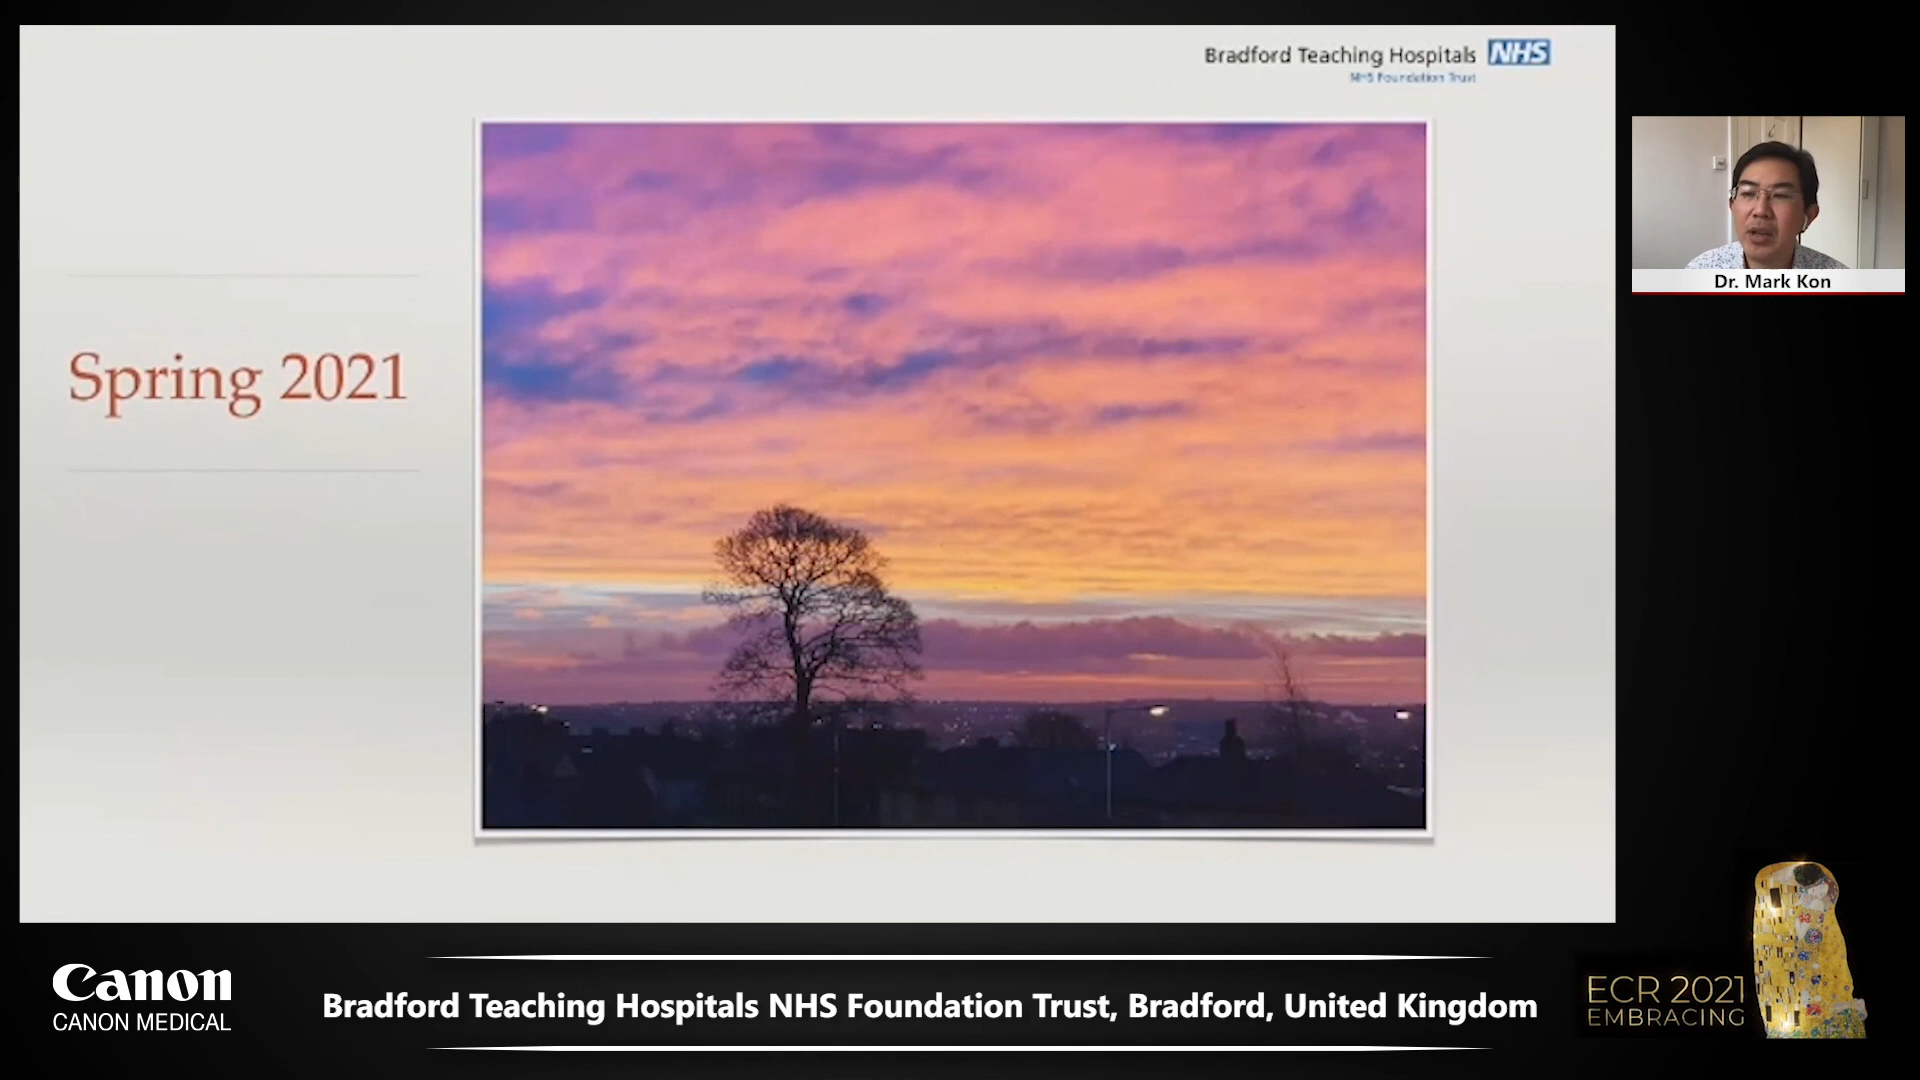 Bradford Teaching Hospitals NHS
NHS Foundation Trust
Spring 2021
Dr. Mark Kon
Canon
CANON MEDICAL
Bradford Teaching Hospitals NHS Foundation Trust, Bradford, United Kingdom
ECR 2021
EMBRACING